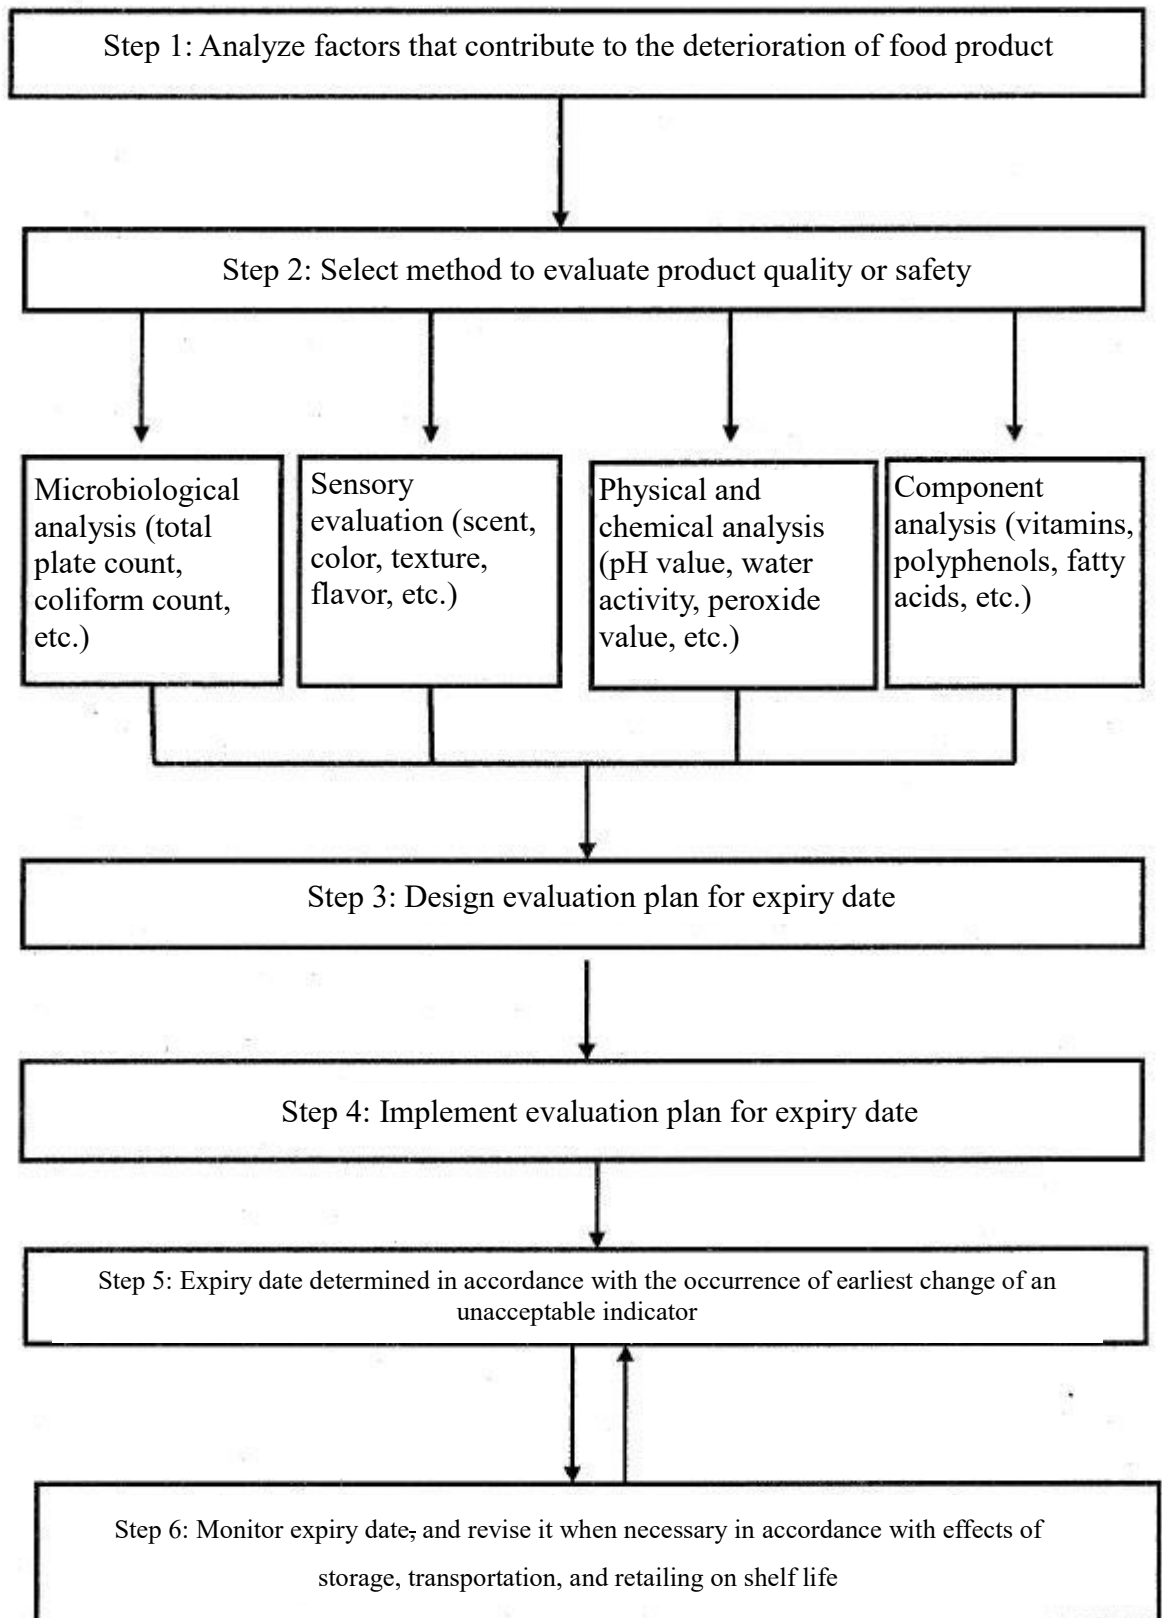 Step 1: Analyze factors that contribute to the deterioration of food product
Step 2: Select method to evaluate product quality or safety
Microbiological
analysis (total
plate count,
coliform count,
etc.)
Sensory
evaluation (scent,
color, texture,
flavor, etc.)
Physical and
chemical analysis
(pH value, water
activity, peroxide
value, etc.)
Component
analysis (vitamins,
polyphenols, fatty
acids, etc.)
Step 3: Design evaluation plan for expiry date
Step 4: Implement evaluation plan for expiry date
Step 5: Expiry date determined in accordance with the occurrence of earliest change of an
unacceptable indicator
Step 6: Monitor expiry date, and revise it when necessary in accordance with effects of
storage, transportation, and retailing on shelf life